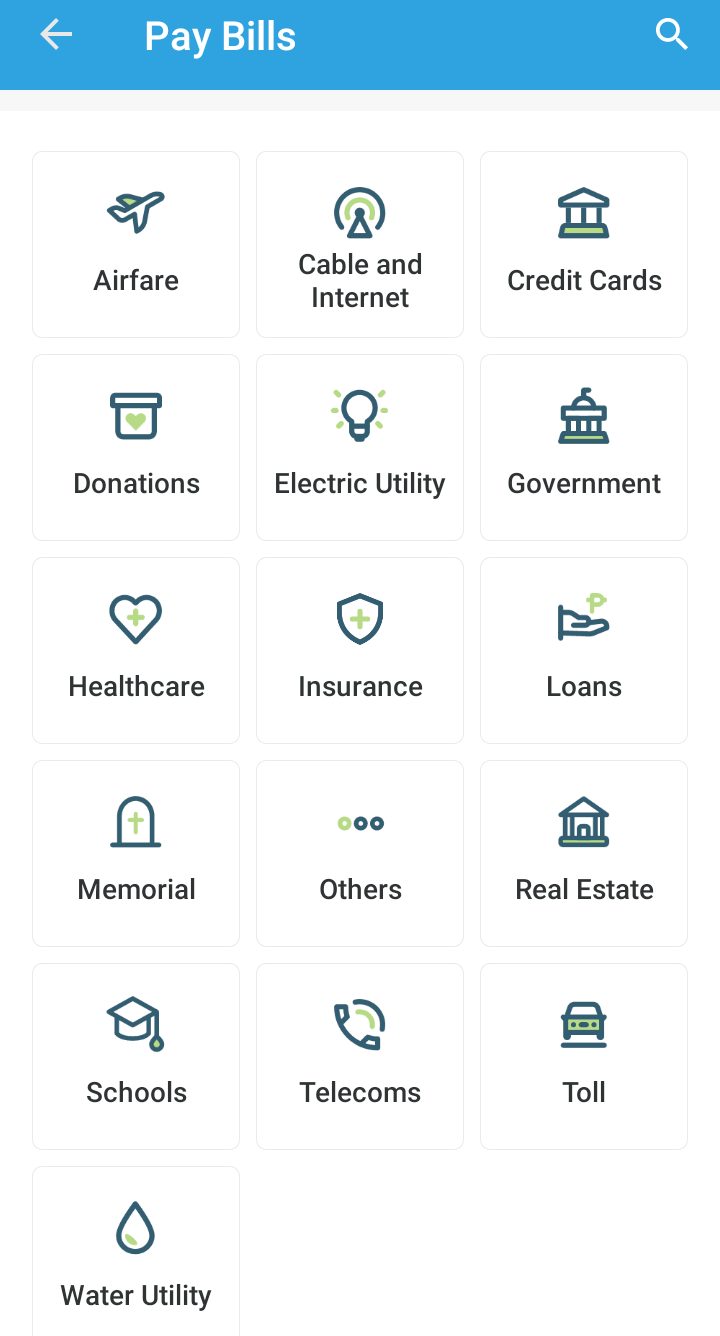 Pay Bills
Airfare
Cable and
Internet
Credit Cards
Donations
Electric Utility
Government
Healthcare
Insurance
Loans
Memorial
Others
Real Estate
Schools
Telecoms
Toll
Water Utility